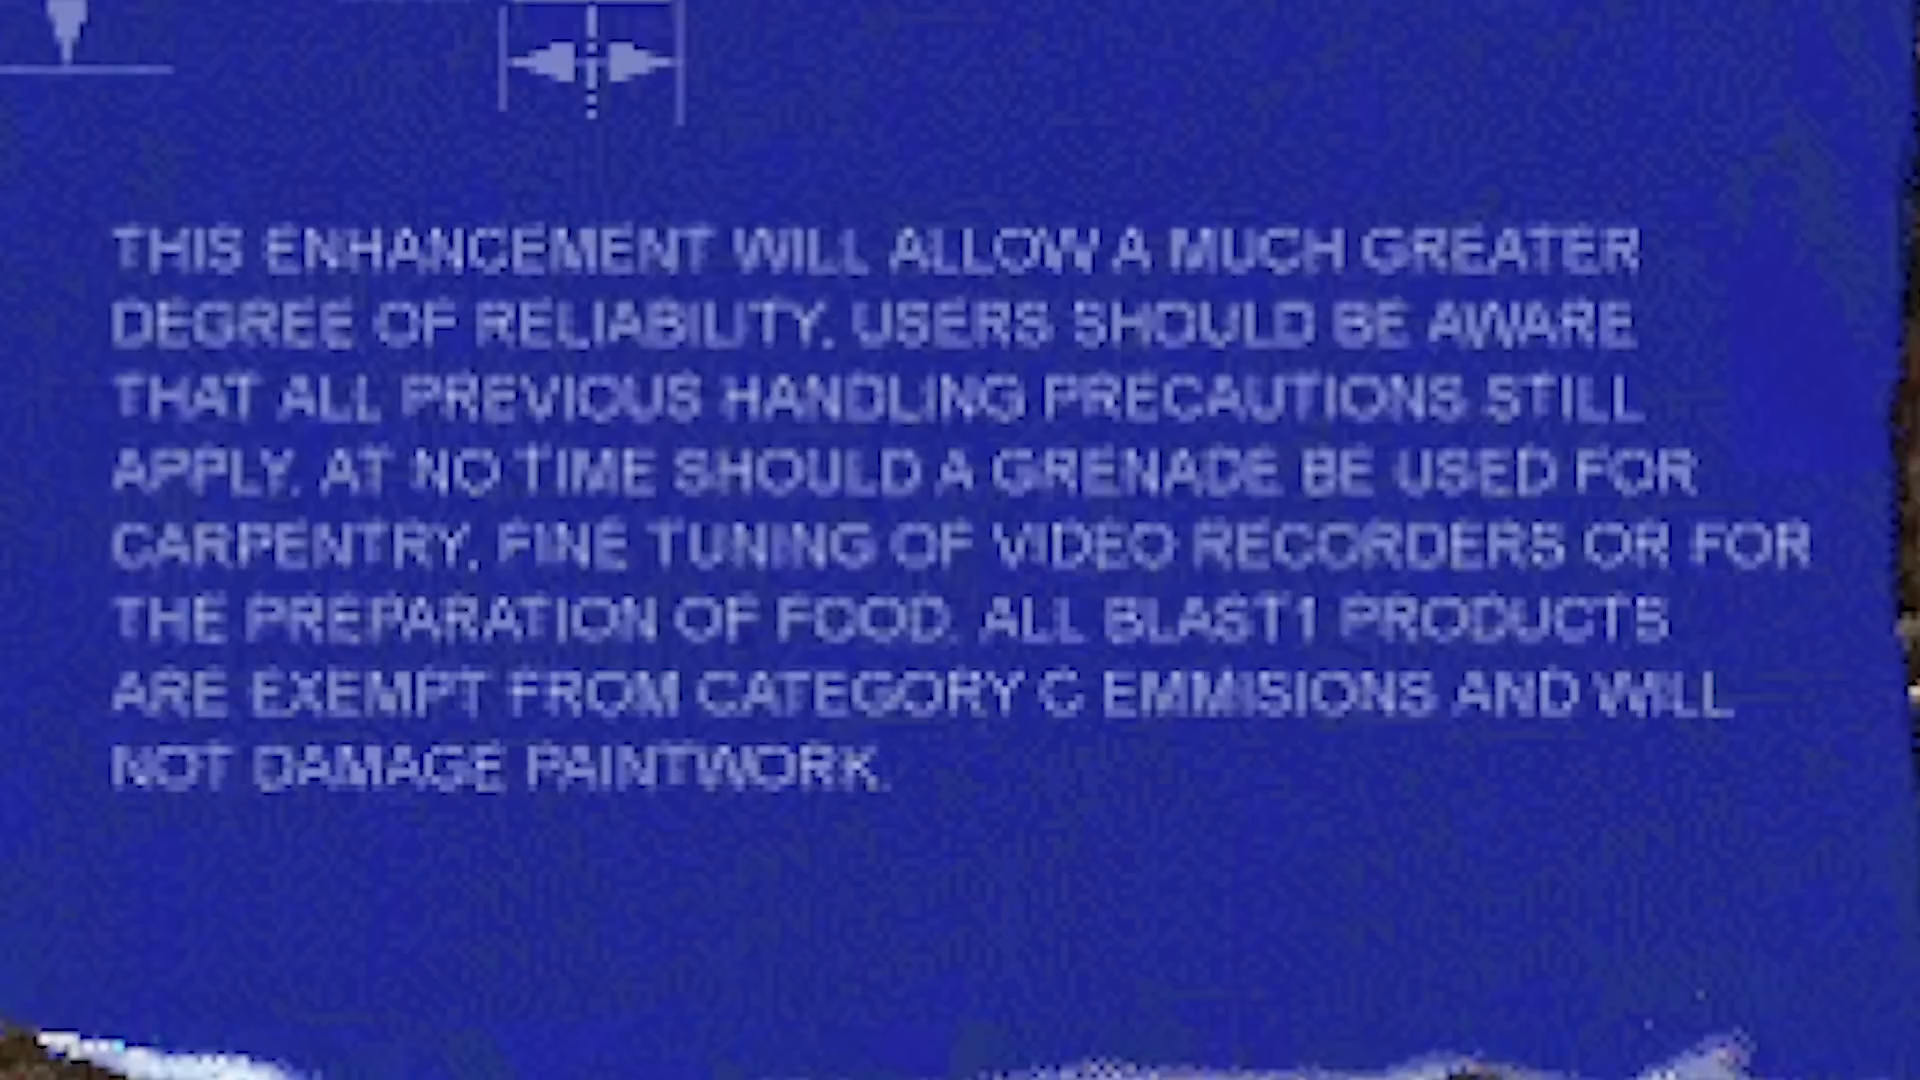 THIS ENHANCEMENT WILL ALLOW A MUCH GREATER
DEGREE OF RELIABILITY. USERS SHOULD BE AWARE
THAT ALL PREVIOUS HANDLING PRECAUTIONS STILL
APPLY. AT NO TIME SHOULD A GRENADE BE USED FOR
CARPENTRY, FINE TUNING OF VIDEO RECORDERS OR FOR
THE PREPARATION OF FOOD. ALL BLAST1 PRODUCTS
ARE EXEMPT FROM CATEGORY C EMMISIONS AND WILL
NOT DAMAGE PAINTWORK.